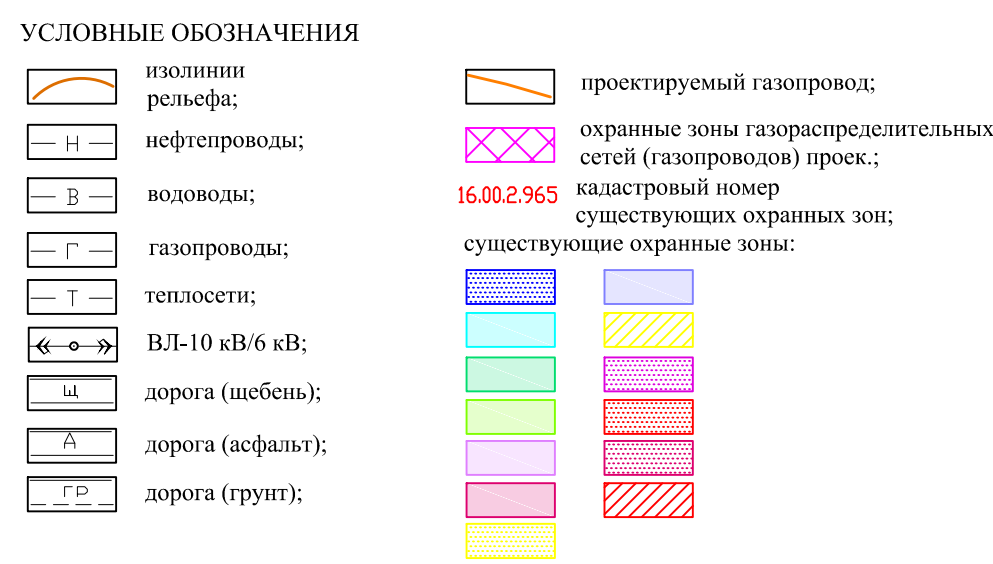 УСЛОВНЫЕ ОБОЗНАЧЕНИЯ
изолинии
рельефа;
Н
нефтепроводы;
В
водоводы;
Г
газопроводы;
Т
теплосети;
ВЛ-10 кВ/6 кВ;
Щ
дорога (щебень);
А
дорога (асфальт);
ГР
дорога (грунт);
проектируемый газопровод;
охранные зоны газораспределительных
сетей (газопроводов) проек.;
16.00.2.965
кадастровый номер
существующих охранных зон;
существующие охранные зоны: